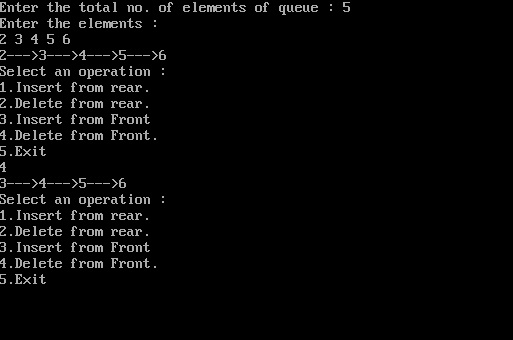 Enter the total no. of elements of queue : 5
Enter the elements :
2 3 4 5 6
2--->3--->4--->5--->6
Select an operation :
1.Insert from rear.
2.Delete from rear.
3.Insert from Front
4.Delete from Front.
5.Exit
4
3--->4--->5--->6
Select an operation :
1.Insert from rear.
2.Delete from rear.
3.Insert from Front
4.Delete from Front.
5.Exit